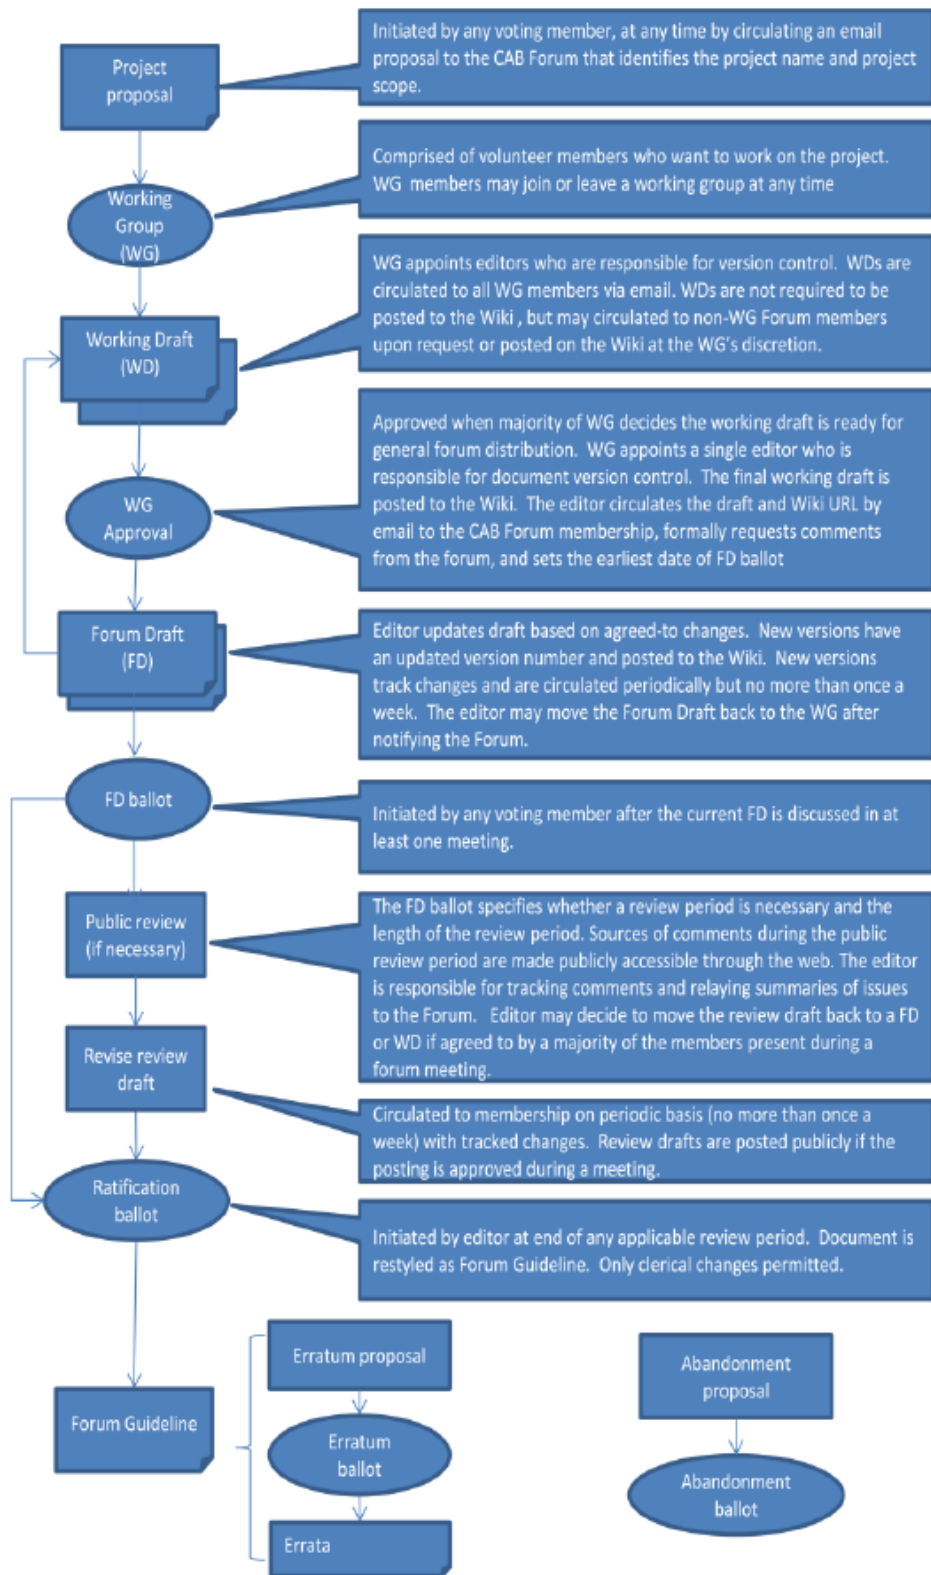 Project
proposal
Initiated by any voting member, at any time by circulating an email
proposal to the CAB Forum that identifies the project name and project
scope.
Working
Group
(WG)
Comprised of volunteer members who want to work on the project.
WG members may join or leave a working group at any time
Working Draft
(WD)
WG appoints editors who are responsible for version control. WDs are
circulated to all WG members via email. WDs are not required to be
posted to the Wiki , but may circulated to non-WG Forum members
upon request or posted on the Wiki at the WG's discretion.
WG
Approval
Approved when majority of WG decides the working draft is ready for
general forum distribution. WG appoints a single editor who is
responsible for document version control. The final working draft is
posted to the Wiki. The editor circulates the draft and Wiki URL by
email to the CAB Forum membership, formally requests comments
from the forum, and sets the earliest date of FD ballot
Forum Draft
(FD)
Editor updates draft based on agreed-to changes. New versions have
an updated version number and posted to the Wiki. New versions
track changes and are circulated periodically but no more than once a
week. The editor may move the Forum Draft back to the WG after
notifying the Forum.
FD ballot
Initiated by any voting member after the current FD is discussed in at
least one meeting.
Public review
(if necessary)
The FD ballot specifies whether a review period is necessary and the
length of the review period. Sources of comments during the public
review period are made publicly accessible through the web. The editor
is responsible for tracking comments and relaying summaries of issues
to the Forum. Editor may decide to move the review draft back to a FD
or WD if agreed to by a majority of the members present during a
forum meeting.
Revise review
draft
Circulated to membership on periodic basis (no more than once a
week) with tracked changes. Review drafts are posted publicly if the
posting is approved during a meeting.
Ratification
ballot
Initiated by editor at end of any applicable review period. Document is
restyled as Forum Guideline. Only clerical changes permitted.
Forum Guideline
Erratum proposal
Erratum
ballot
Errata
Abandonment
proposal
Abandonment
ballot